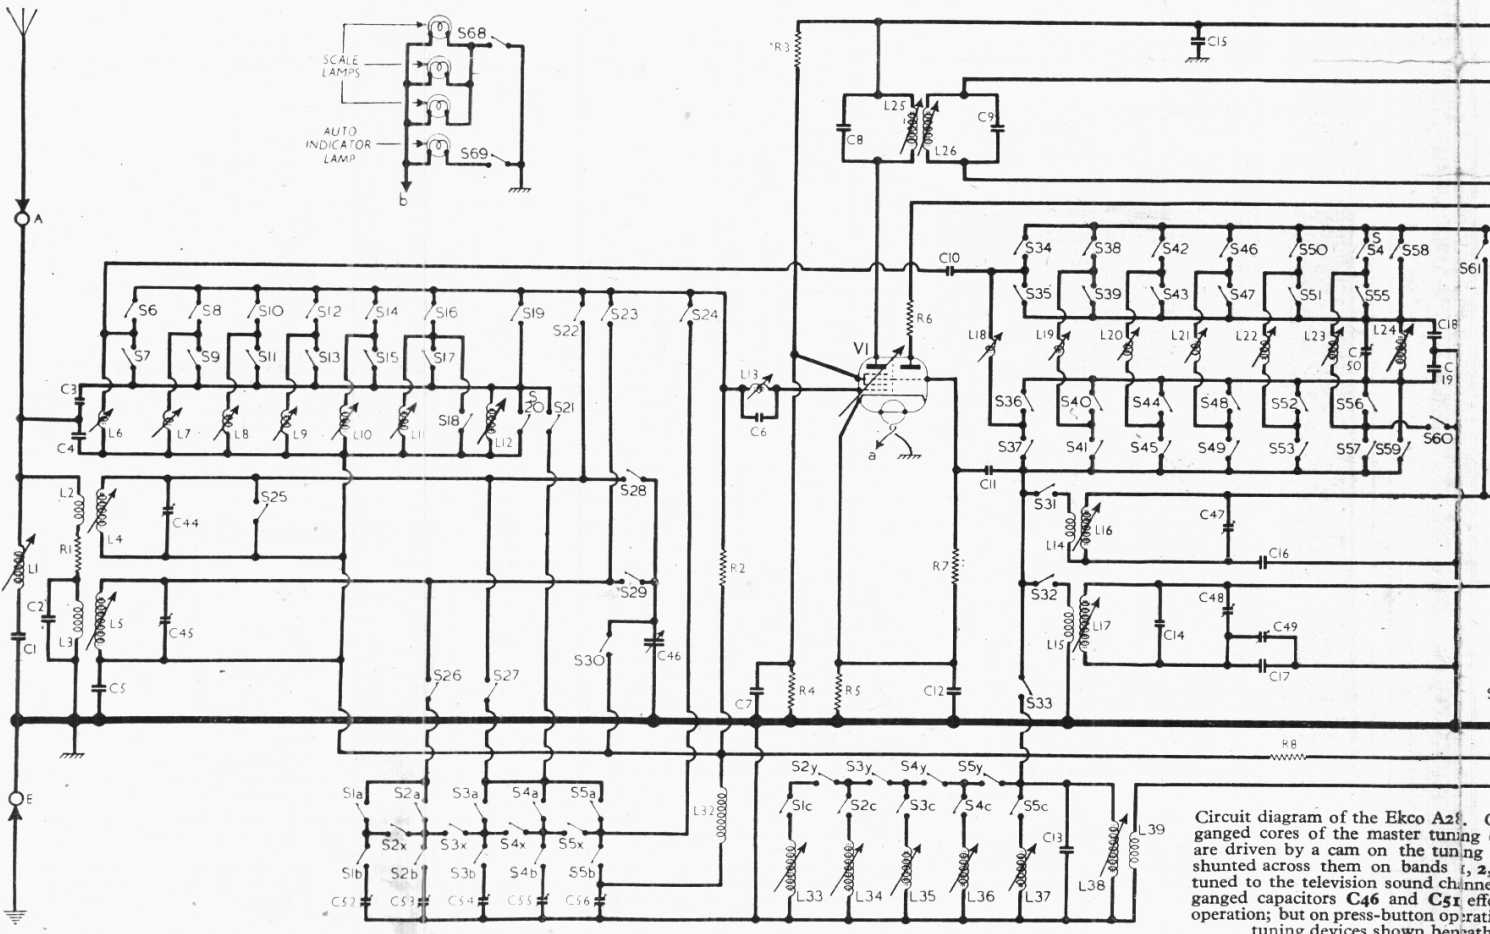 S68
SCALE
LAMPS
AUTO
INDICATOR
LAMP
S69
b
A
R3
C15
L25
C8
C9
L26
C10
S34
S38
S42
S46
S50
S
S4
S58
S61
S35
S39
S43
S47
S51
S55
S6
S8
S10
S12
S14
S16
S19
S22
S23
S24
R6
L18
L19
L20
L21
L22
L23
L24
C18
C
50
C
19
S7
S9
S11
S13
S15
S17
V1
L13
C6
C3
C4
L6
L7
L8
L9
L10
L11
S18
L12
S
20
S21
S36
S40
S44
S48
S52
S56
S60
a
S37
S41
S45
S49
S53
S57
S59
C11
L2
L4
C44
S25
S28
S31
L14
L16
C47
C16
R1
L1
R2
R7
C2
L3
L5
C45
S29
S32
L15
L17
C14
C48
C49
C17
C1
C5
S30
C46
S26
S27
C7
R4
R5
C12
S33
R8
E
S1a
S2a
S3a
S4a
S5a
L32
S2y
S3y
S4y
S5y
S1c
S2c
S3c
S4c
S5c
S2x
S3x
S4x
S5x
C13
L39
S1b
S2b
S3b
S4b
S5b
L33
L34
L35
L36
L37
L38
C52
C53
C54
C55
C56
Circuit diagram of the Ekco A28.
ganged cores of the master tuning
are driven by a cam on the tuning
shunted across them on bands 1, 2,
tuned to the television sound
ganged capacitors C46 and C51
operation; but on press-button
tuning devices shown beneath